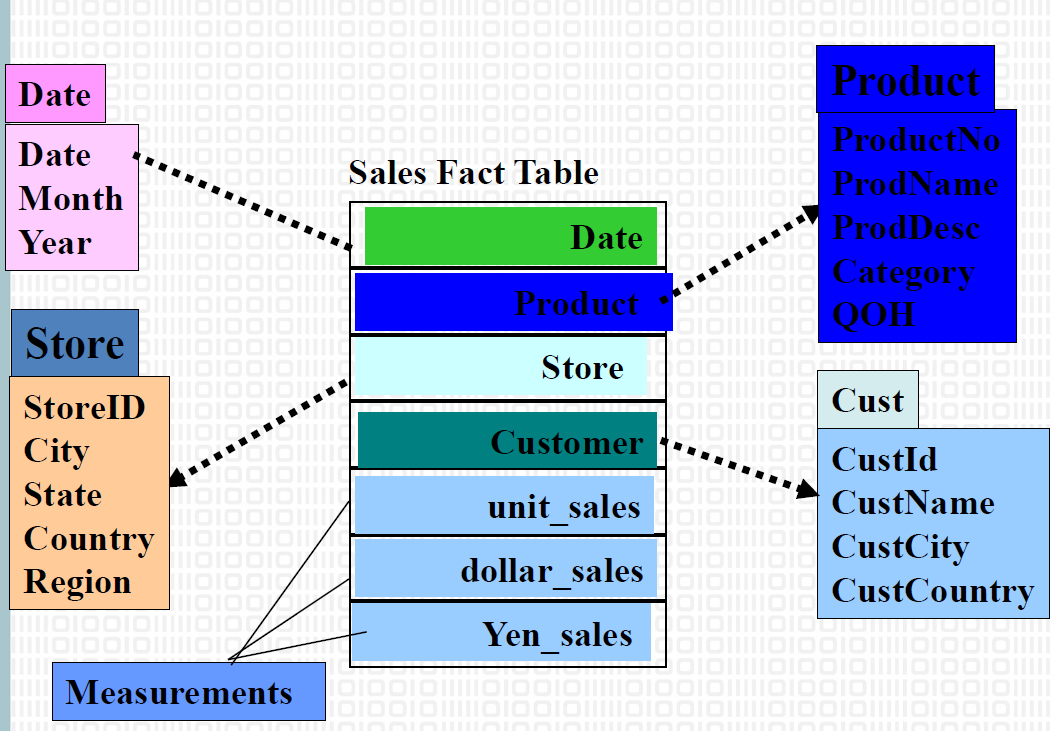 Date
Date
Month
Year
Store
StoreID
City
State
Country
Region
Sales Fact Table
Date
Product
Store
Customer
unit_sales
dollar_sales
Yen_sales
Measurements
Product
ProductNo
ProdName
ProdDesc
Category
QOH
Cust
CustId
CustName
CustCity
CustCountry